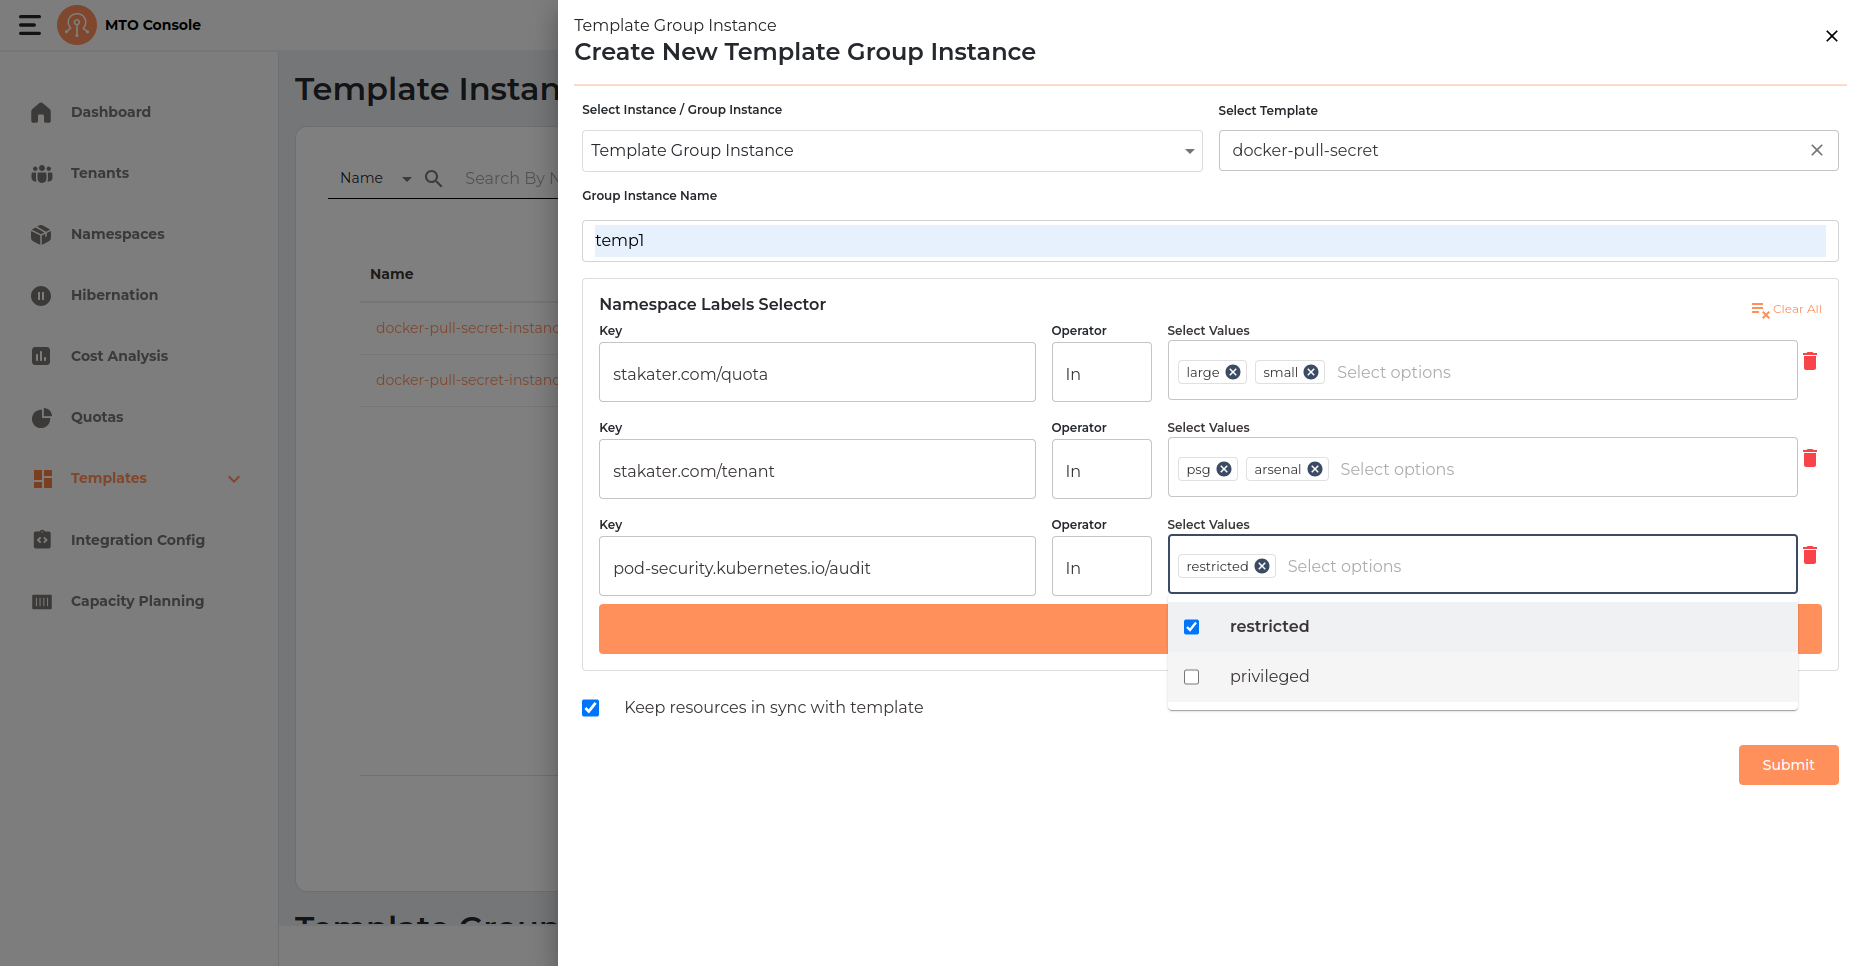 MTO Console
Dashboard
Tenants
Namespaces
Hibernation
Cost Analysis
Quotas
Templates
Integration Config
Capacity Planning
Template Instan
Name
Search By N
Name
docker-pull-secret-instanc
docker-pull-secret-instanc
Template Group
Template Group Instance
Create New Template Group Instance
Select Instance / Group Instance
Select Template
Template Group Instance
docker-pull-secret
Group Instance Name
temp1
Namespace Labels Selector
Clear All
Key
Operator
Select Values
stakater.com/quota
In
large
small
Select options
Key
Operator
Select Values
stakater.com/tenant
In
psg
arsenal
Select options
Key
Operator
Select Values
pod-security.kubernetes.io/audit
In
restricted
Select options
restricted
privileged
Keep resources in sync with template
Submit